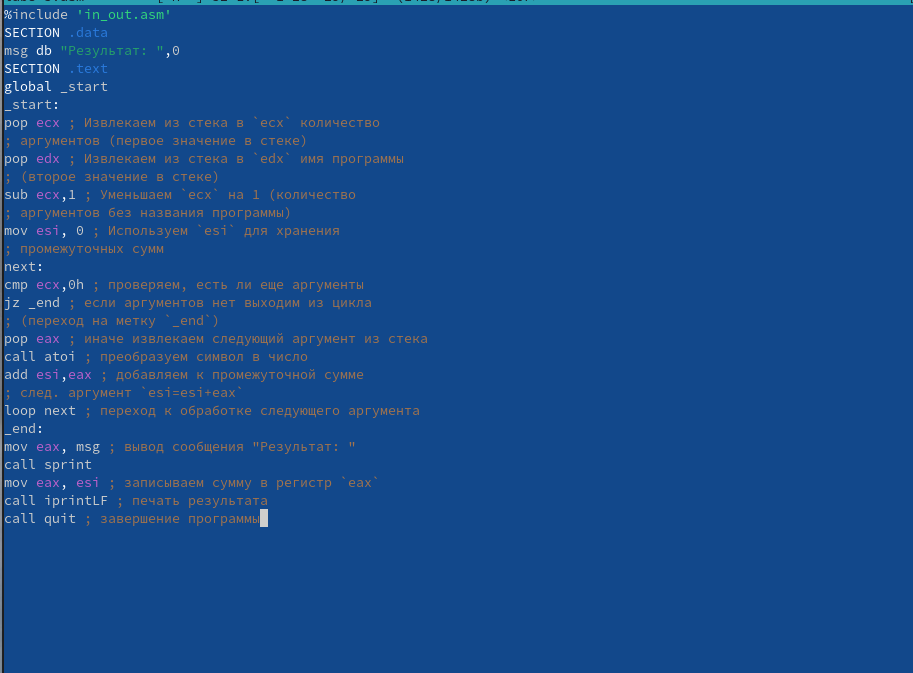 %include 'in_out.asm'
SECTION .data
msg db "Результат: ",0
SECTION .text
global _start
_start:
pop ecx ; Извлекаем из стека в `ecx` количество
; аргументов (первое значение в стеке)
pop edx ; Извлекаем из стека в `edx` имя программы
; (второе значение в стеке)
sub ecx,1 ; Уменьшаем `ecx` на 1 (количество
; аргументов без названия программы)
mov esi, 0 ; Используем `esi` для хранения
; промежуточных сумм
next:
cmp ecx,0h ; проверяем, есть ли еще аргументы
jz _end ; если аргументов нет выходим из цикла
; (переход на метку `_end`)
pop eax ; иначе извлекаем следующий аргумент из стека
call atoi ; преобразуем символ в число
add esi,eax ; добавляем к промежуточной сумме
; след. аргумент `esi=esi+eax`
loop next ; переход к обработке следующего аргумента
_end:
mov eax, msg ; вывод сообщения "Результат: "
call sprint
mov eax, esi ; записываем сумму в регистр `eax`
call iprintLF ; печать результата
call quit ; завершение программы